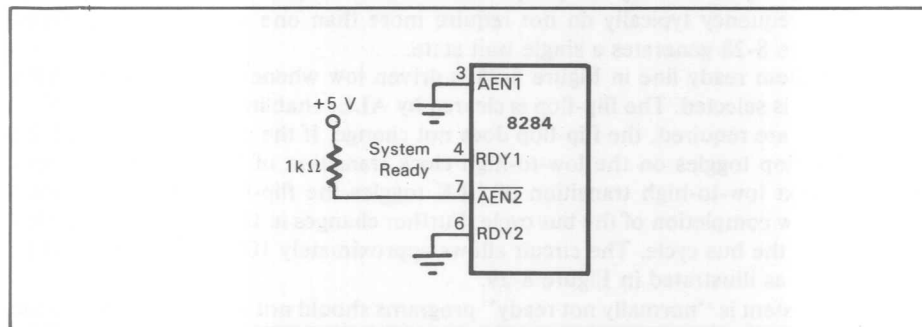 3
AEN1
+5 V
8284
System
Ready
4
RDY1
1kΩ
7
AEN2
6
RDY2